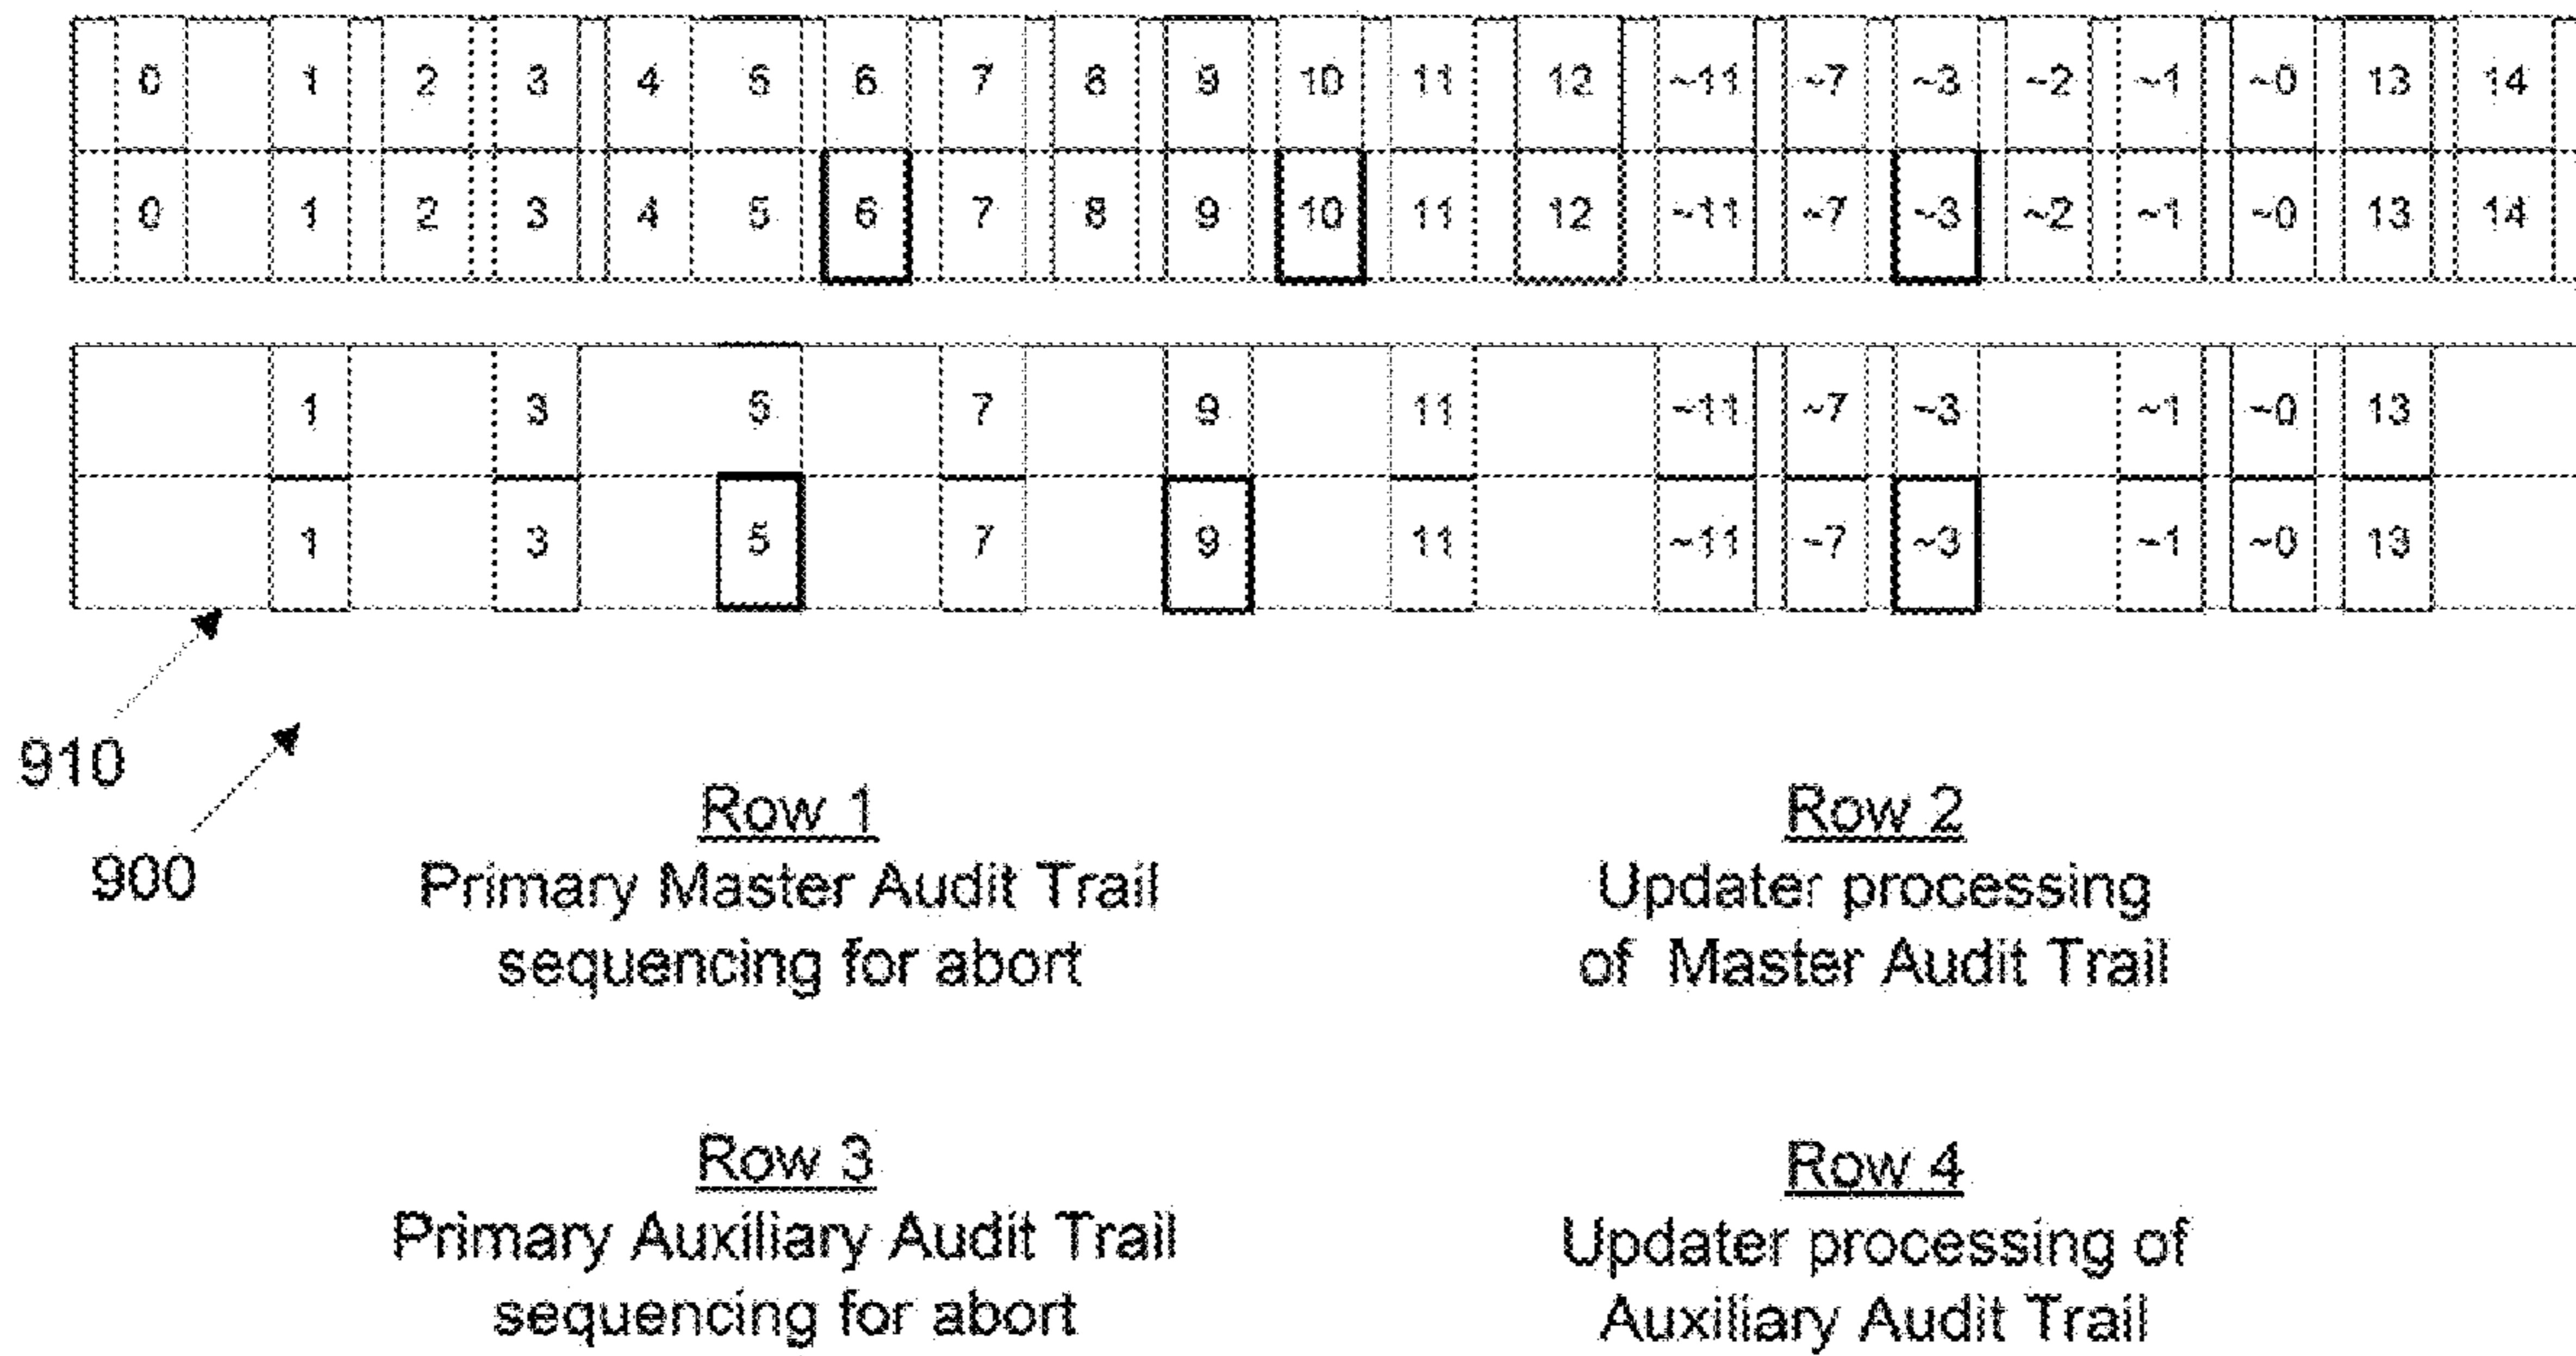 0 1 2 3 4 5 6 7 8 9 10 11 12 ~11 ~7 ~3 ~2 ~1 ~0 13 14
0 1 2 3 4 5 6 7 8 9 10 11 12 ~11 ~7 ~3 ~2 ~1 ~0 13 14
1 3 5 7 9 11 ~11 ~7 ~3 ~1 ~0 13
1 3 5 7 9 11 ~11 ~7 ~3 ~1 ~0 13
910
900
Row 1
Primary Master Audit Trail
sequencing for abort
Row 2
Updater processing
of Master Audit Trail
Row 3
Primary Auxiliary Audit Trail
sequencing for abort
Row 4
Updater processing of
Auxiliary Audit Trail